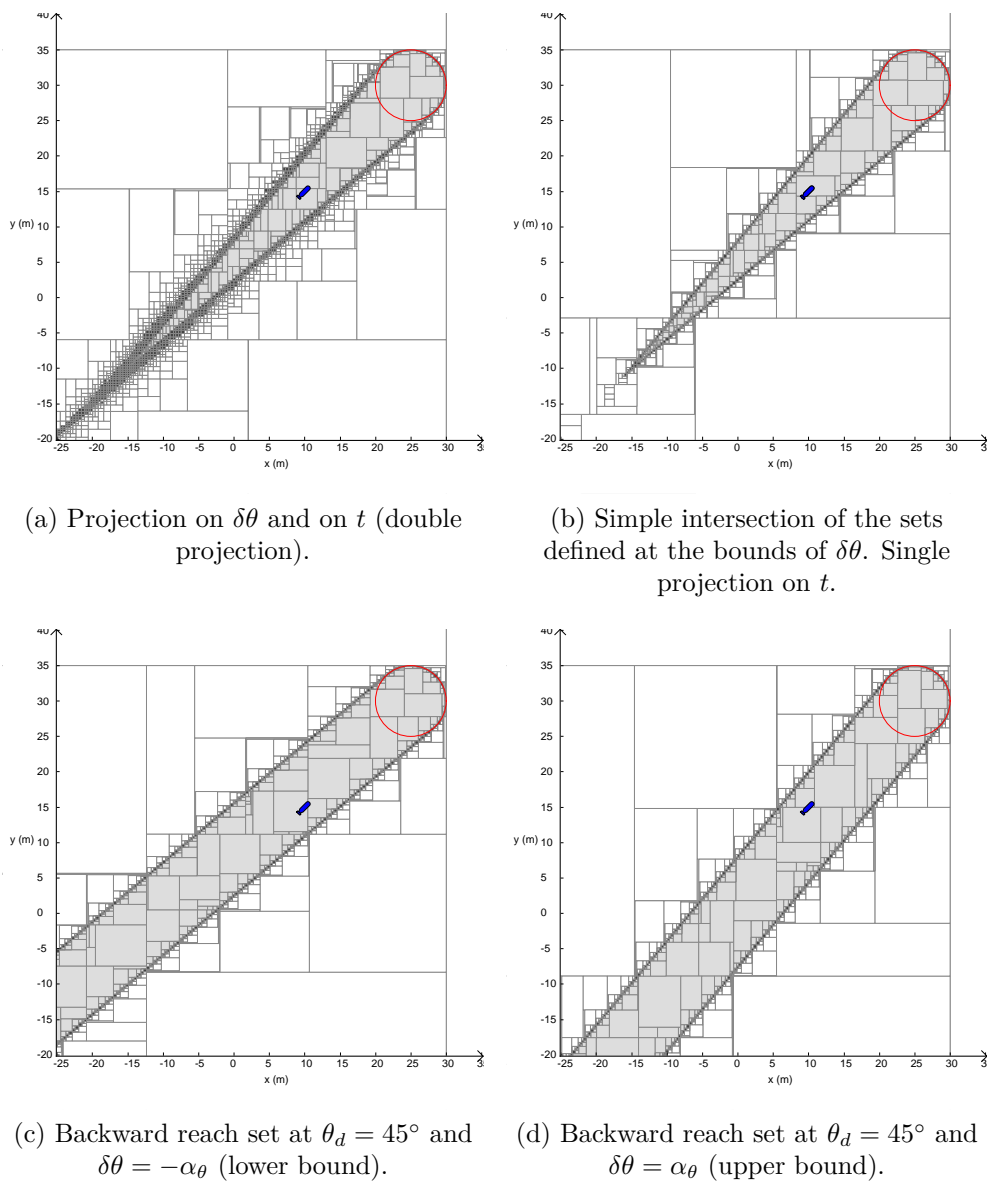 40
35
30
25
20
15
y (m) 10
5
0
-5
-10
-15
-20
-25 -20 -15 -10 -5 0 5 10 15 20 25 30
x (m)
40
35
30
25
20
15
y (m) 10
5
0
-5
-10
-15
-20
-25 -20 -15 -10 -5 0 5 10 15 20 25 30
x (m)
(a) Projection on δθ and on t (double
projection).
(b) Simple intersection of the sets
defined at the bounds of δθ. Single
projection on t.
40
35
30
25
20
15
y (m) 10
5
0
-5
-10
-15
-20
-25 -20 -15 -10 -5 0 5 10 15 20 25 30
x (m)
40
35
30
25
20
15
y (m) 10
5
0
-5
-10
-15
-20
-25 -20 -15 -10 -5 0 5 10 15 20 25 30
x (m)
(c) Backward reach set at θ_d = 45° and
δθ = −α_θ (lower bound).
(d) Backward reach set at θ_d = 45° and
δθ = α_θ (upper bound).